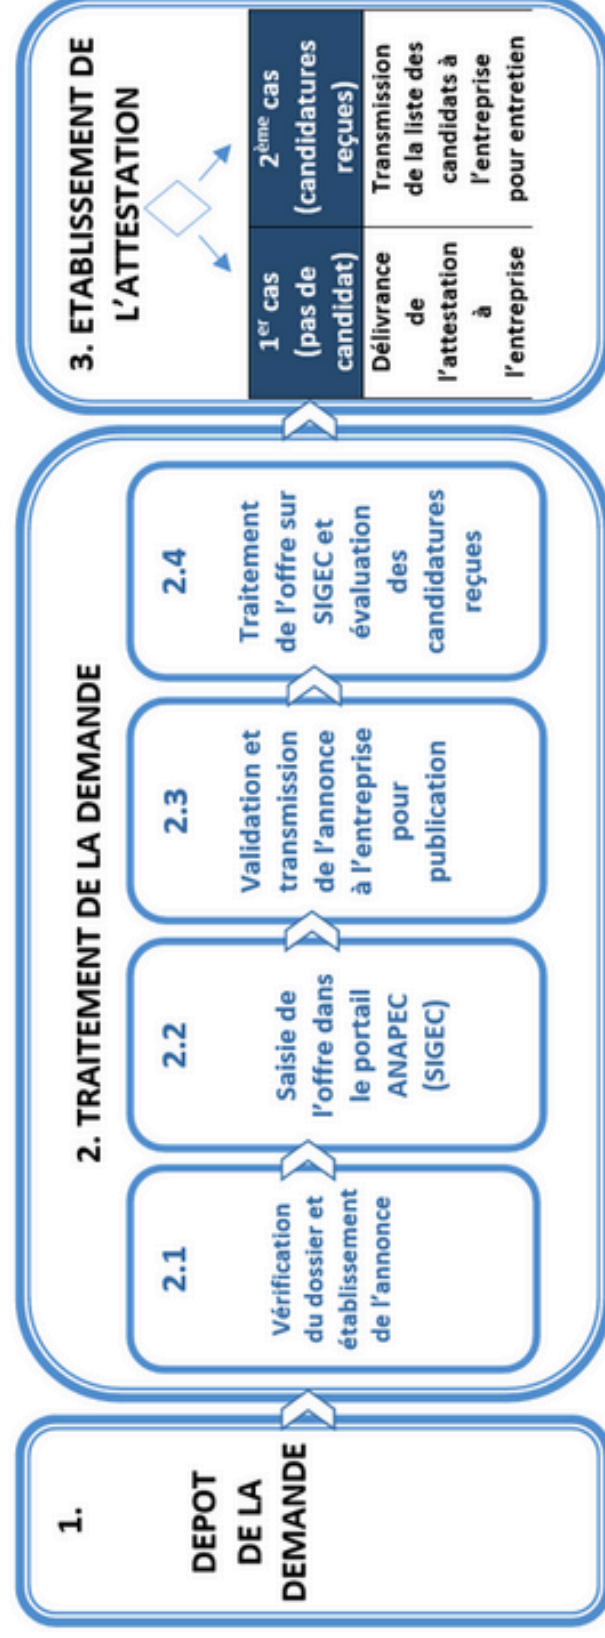 1.
DEPOT
DE LA
DEMANDE
2. TRAITEMENT DE LA DEMANDE
2.1
Vérification
du dossier et
établissement
de l'annonce
2.2
Saisie de
l'offre dans
le portail
ANAPEC
(SIGEC)
2.3
Validation et
transmission
de l'annonce
à l'entreprise
pour
publication
2.4
Traitement
de l'offre sur
SIGEC et
évaluation
des
candidatures
reçues
3. ETABLISSEMENT DE
L'ATTESTATION
1er cas
(pas de
candidat)
2ème cas
(candidatures
reçues)
Délivrance
de
l'attestation
à
l'entreprise
Transmission
de la liste des
candidats à
l'entreprise
pour entretien